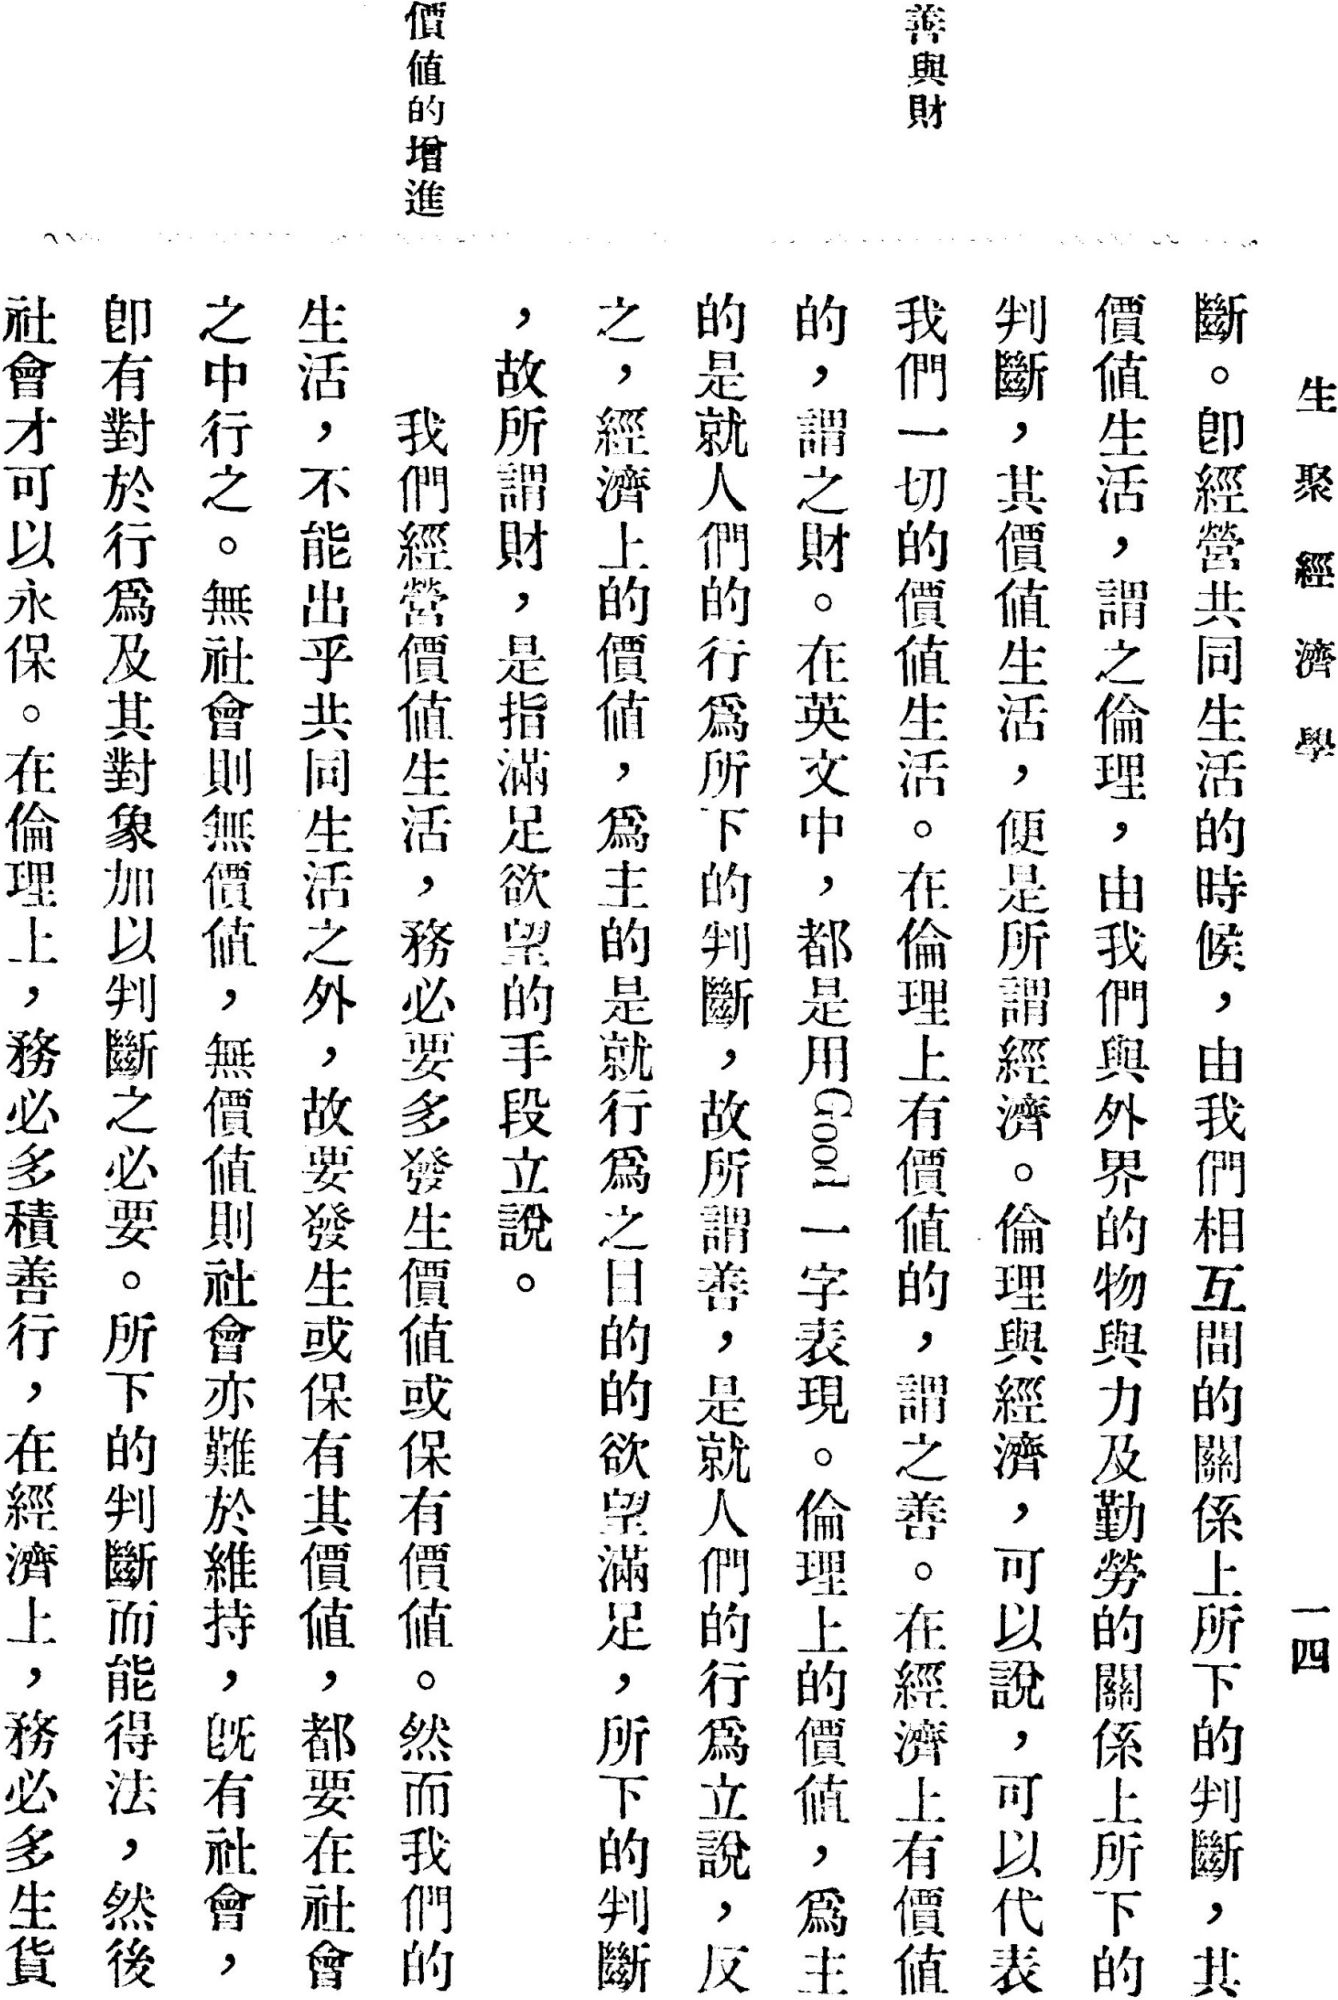 生聚經濟學
一四
善與財
價值的增進
斷。卽經營共同生活的時候，由我們相互間的關係上所下的判斷，其
價值生活，謂之倫理，由我們與外界的物與力及勤勞的關係上所下的
判斷，其價值生活，便是所謂經濟。倫理與經濟，可以說，可以代表
我們一切的價值生活。在倫理上有價值的，謂之善。在經濟上有價值
的，謂之財。在英文中，都是用Good一字表現。倫理上的價值，爲主
的是就人們的行爲所下的判斷，故所謂善，是就人們的行爲立說，反
之，經濟上的價值，爲主的是就行爲之目的的欲望滿足，所下的判斷
，故所謂財，是指滿足欲望的手段立說。
我們經營價值生活，務必要多發生價值或保有價值。然而我們的
生活，不能出乎共同生活之外，故要發生或保有其價值，都要在社會
之中行之。無社會則無價值，無價值則社會亦難於維持，旣有社會，
卽有對於行爲及其對象加以判斷之必要。所下的判斷而能得法，然後
社會才可以永保。在倫理上，務必多積善行，在經濟上，務必多生貨